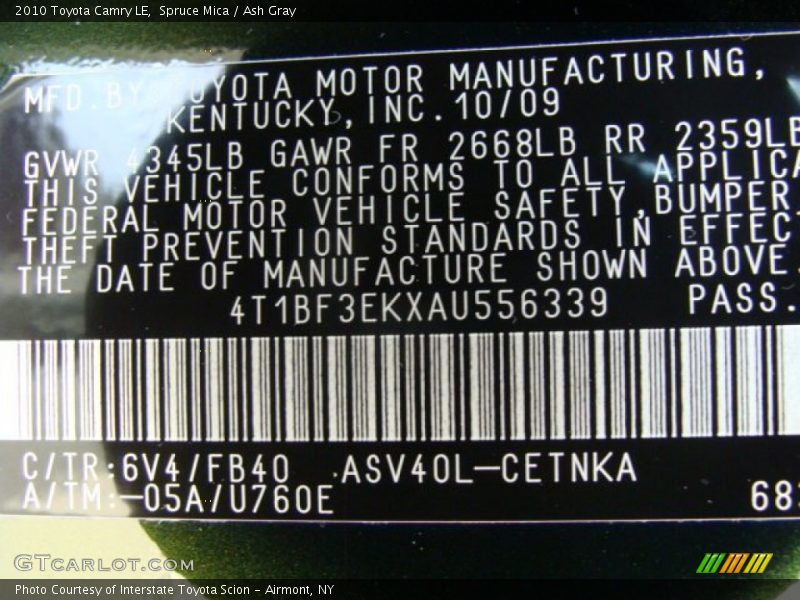 2010 Toyota Camry LE, Spruce Mica / Ash Gray
MFD.BY TOYOTA MOTOR MANUFACTURING,
KENTUCKY,INC.10/09
GVWR 4345LB GAWR FR 2668LB RR 2359LB
THIS VEHICLE CONFORMS TO ALL APPLICA
FEDERAL MOTOR VEHICLE SAFETY,BUMPER,
THEFT PREVENTION STANDARDS IN EFFECT
THE DATE OF MANUFACTURE SHOWN ABOVE.
4T1BF3EKXAU556339 PASS.
C/TR:6V4/FB40 ASV40L-CETNKA
A/TM:-05A/U760E 68
GTCARLOT.COM
Photo Courtesy of Interstate Toyota Scion - Airmont, NY